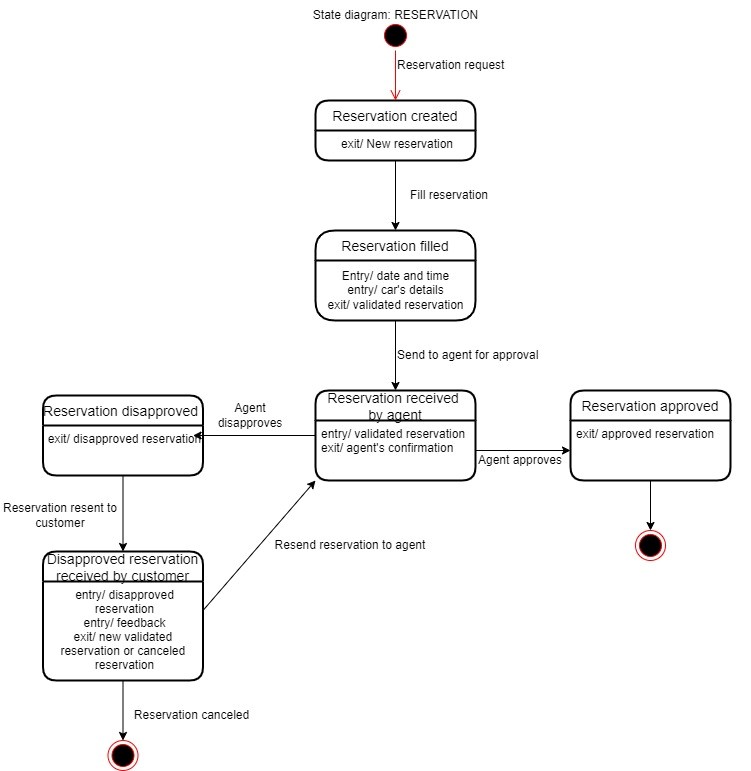 State diagram: RESERVATION
Reservation request
Reservation created
exit/ New reservation
Fill reservation
Reservation filled
Entry/ date and time
entry/ car's details
exit/ validated reservation
Send to agent for approval
Reservation received
by agent
entry/ validated reservation
exit/ agent's confirmation
Agent
disapproves
Reservation disapproved
exit/ disapproved reservation
Agent approves
Reservation approved
exit/ approved reservation
Reservation resent to
customer
Resend reservation to agent
Disapproved reservation
received by customer
entry/ disapproved
reservation
entry/ feedback
exit/ new validated
reservation or canceled
reservation
Reservation canceled